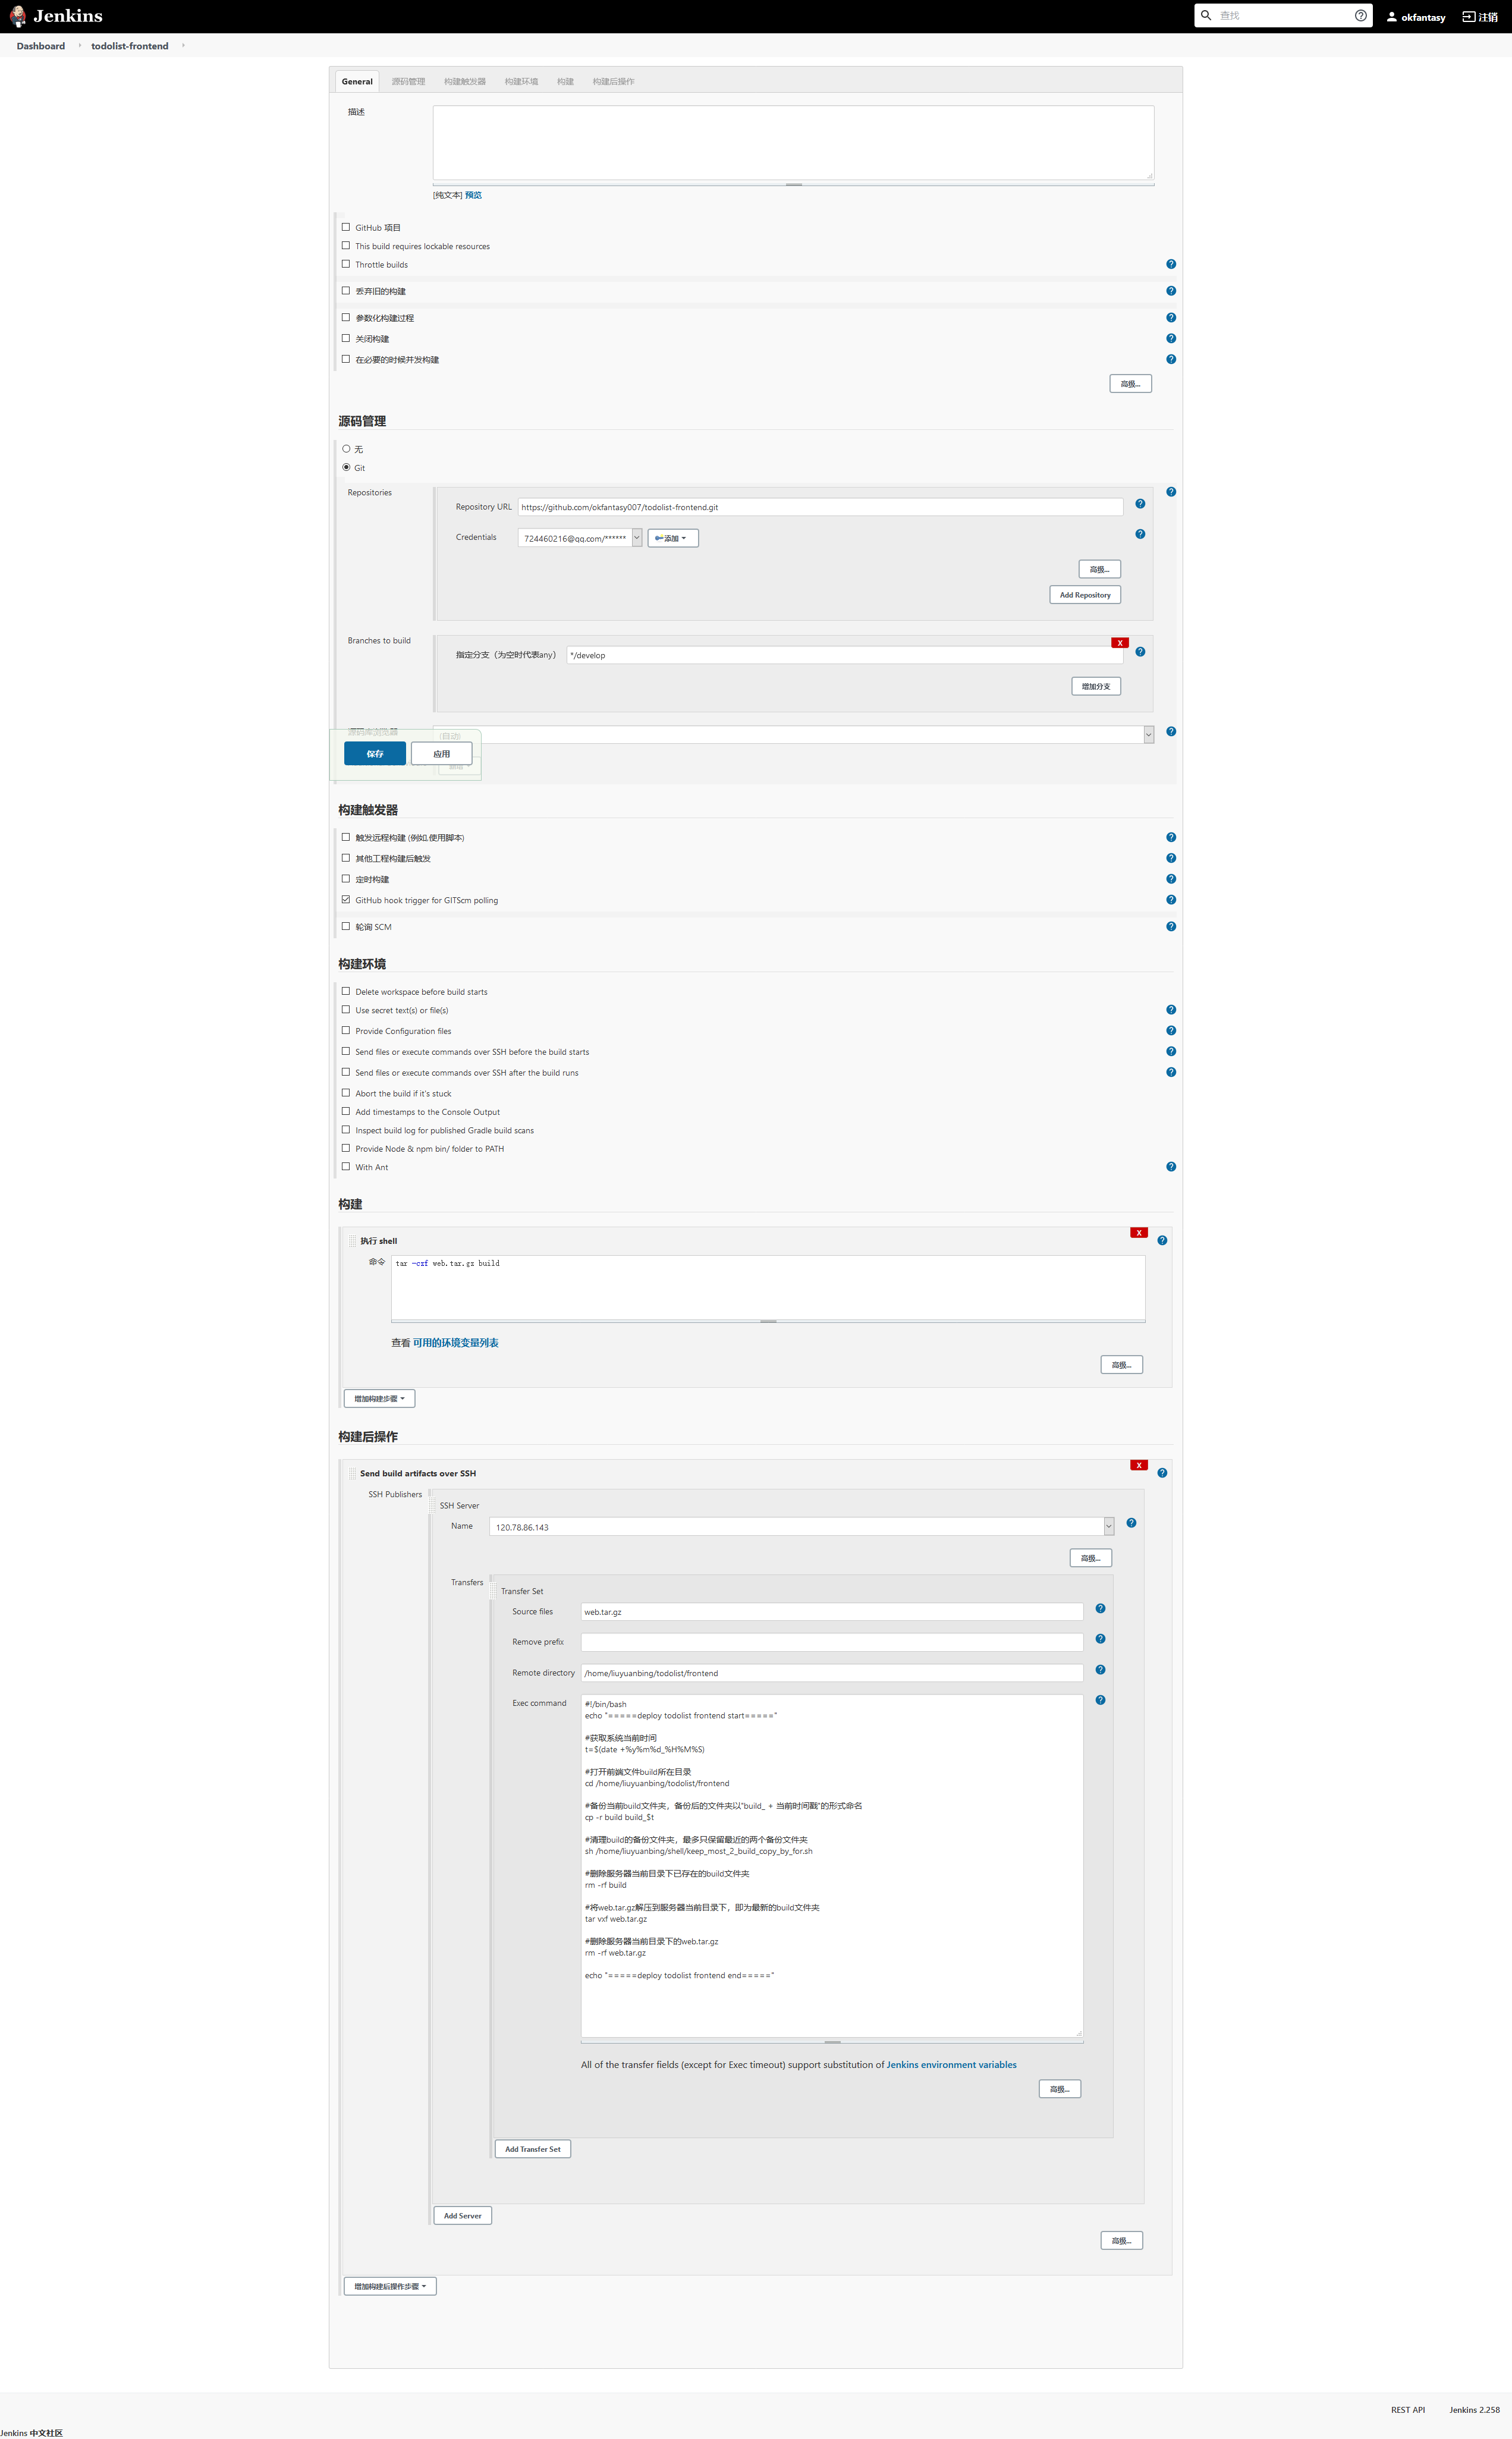 Jenkins
查找
okfantasy
注销
Dashboard
todolist-frontend
General 源码管理 构建触发器 构建环境 构建 构建后操作
描述
[纯文本] 预览
GitHub 项目
This build requires lockable resources
Throttle builds
丢弃旧的构建
参数化构建过程
关闭构建
在必要的时候并发构建
高级...
源码管理
无
Git
Repositories
Repository URL https://github.com/okfantasy007/todolist-frontend.git
Credentials 724460216@qq.com/****** 添加
高级...
Add Repository
Branches to build
X
指定分支（为空时代表any） */develop
增加分支
源码库浏览器 (自动)
保存 应用
构建触发器
触发远程构建 (例如,使用脚本)
其他工程构建后触发
定时构建
GitHub hook trigger for GITScm polling
轮询 SCM
构建环境
Delete workspace before build starts
Use secret text(s) or file(s)
Provide Configuration files
Send files or execute commands over SSH before the build starts
Send files or execute commands over SSH after the build runs
Abort the build if it's stuck
Add timestamps to the Console Output
Inspect build log for published Gradle build scans
Provide Node & npm bin/ folder to PATH
With Ant
构建
X
执行 shell
命令 tar -czf web.tar.gz build
查看 可用的环境变量列表
高级...
增加构建步骤
构建后操作
X
Send build artifacts over SSH
SSH Publishers
SSH Server
Name 120.78.86.143
高级...
Transfers
Transfer Set
Source files web.tar.gz
Remove prefix
Remote directory /home/liuyuanbing/todolist/frontend
Exec command #!/bin/bash
echo "=====deploy todolist frontend start====="
#获取系统当前时间
t=$(date +%y%m%d_%H%M%S)
#打开前端文件build所在目录
cd /home/liuyuanbing/todolist/frontend
#备份当前build文件夹，备份后的文件夹以"build_ + 当前时间戳"的形式命名
cp -r build build_$t
#清理build的备份文件夹，最多只保留最近的两个备份文件夹
sh /home/liuyuanbing/shell/keep_most_2_build_copy_by_for.sh
#删除服务器当前目录下已存在的build文件夹
rm -rf build
#将web.tar.gz解压到服务器当前目录下，即为最新的build文件夹
tar vxf web.tar.gz
#删除服务器当前目录下的web.tar.gz
rm -rf web.tar.gz
echo "=====deploy todolist frontend end====="
All of the transfer fields (except for Exec timeout) support substitution of Jenkins environment variables
高级...
Add Transfer Set
Add Server
高级...
增加构建后操作步骤
REST API Jenkins 2.258
Jenkins 中文社区